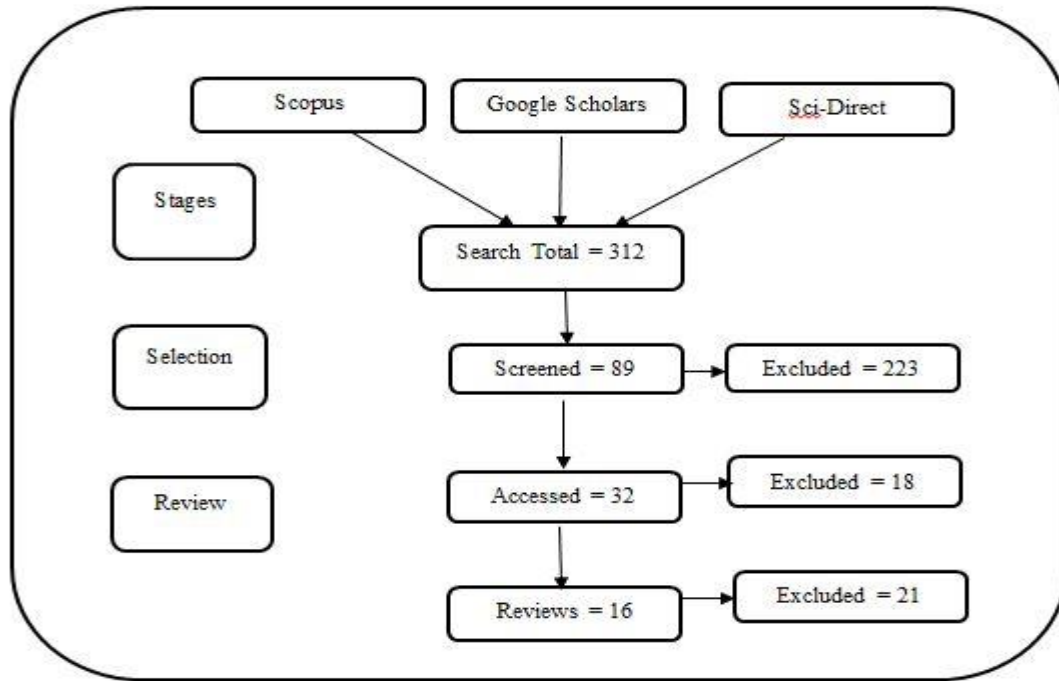 Scopus
Google Scholars
Sci-Direct
Stages
Search Total = 312
Selection
Screened = 89
Excluded = 223
Review
Accessed = 32
Excluded = 18
Reviews = 16
Excluded = 21